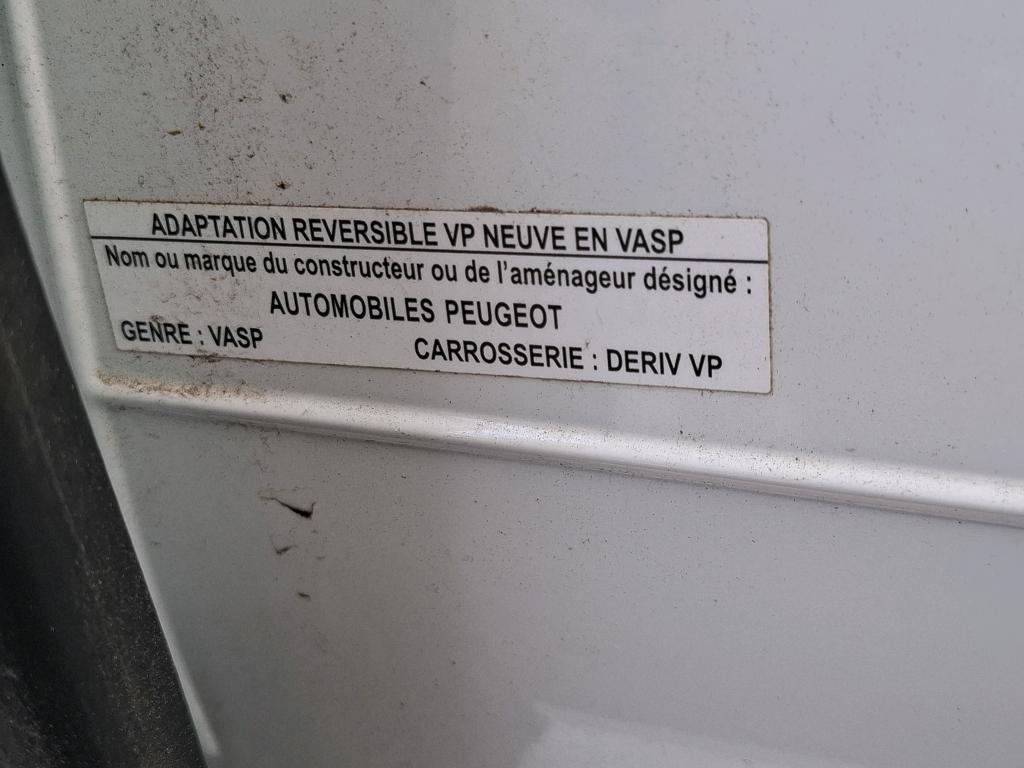 ADAPTATION REVERSIBLE VP NEUVE EN VASP
Nom ou marque du constructeur ou de l'aménageur désigné :
AUTOMOBILES PEUGEOT
GENRE : VASP CARROSSERIE : DERIV VP